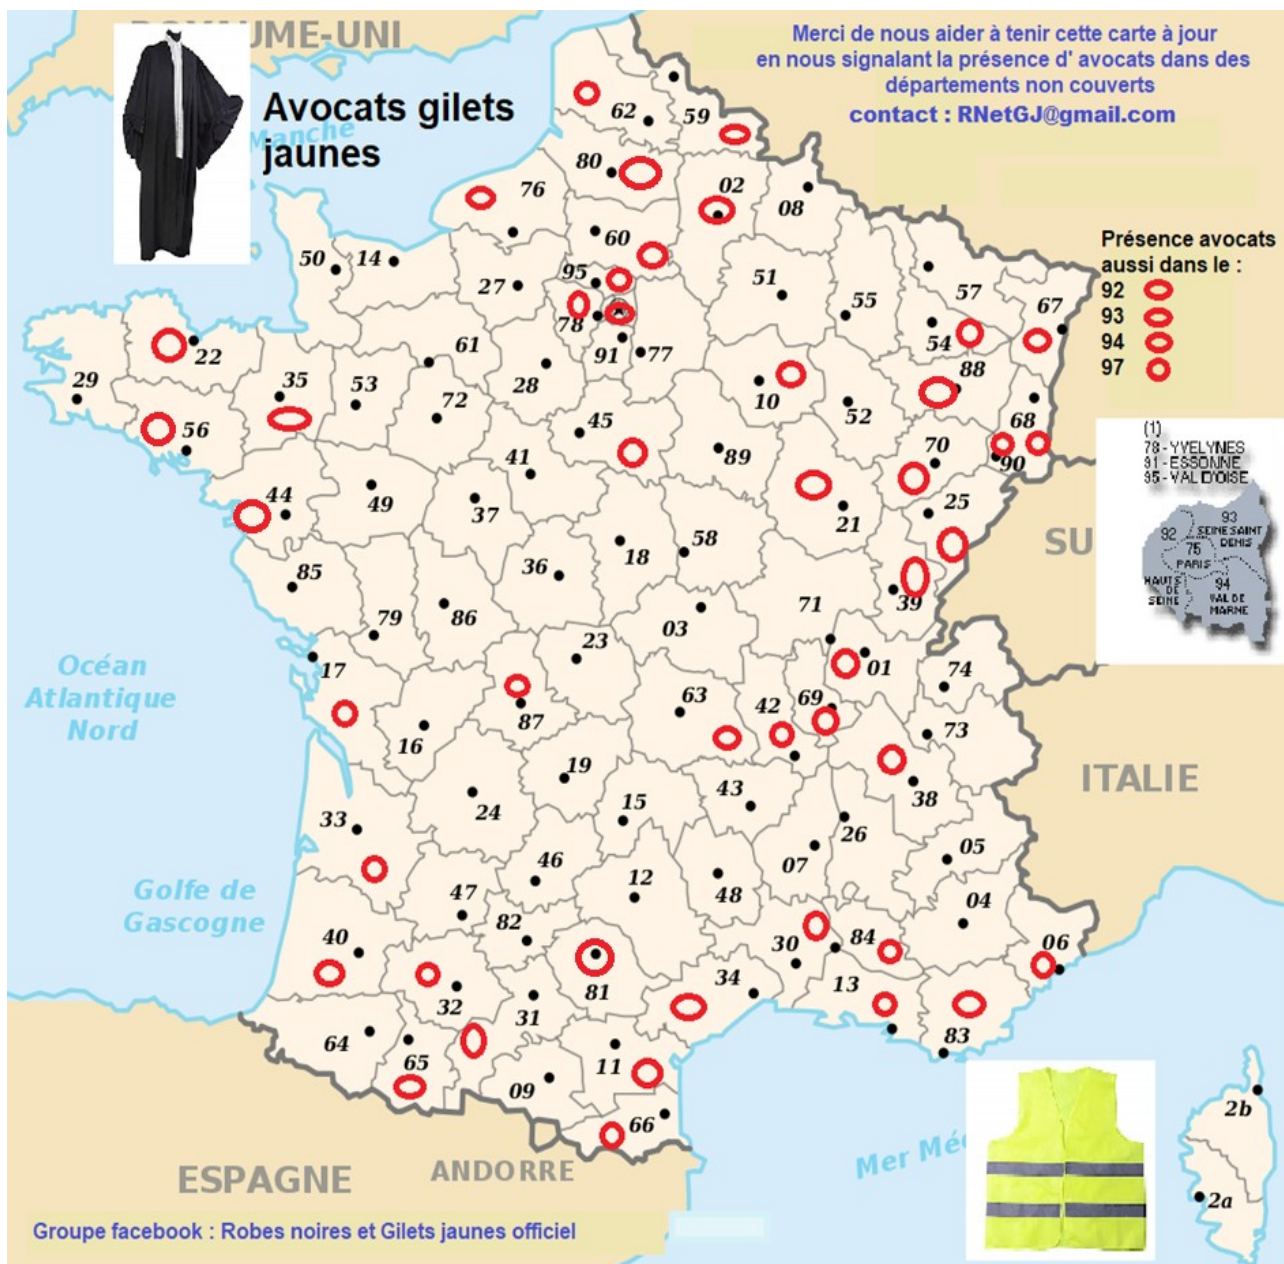 ROYAUME-UNI
Merci de nous aider à tenir cette carte à jour
en nous signalant la présence d' avocats dans des
départements non couverts
contact : RNetGJ@gmail.com
Avocats gilets
jaunes
Manche
62
59
80
76
02
08
60
50
14
95
27
51
55
57
67
Présence avocats
aussi dans le :
92
93
94
97
78
91
77
54
61
22
29
35
53
28
88
10
72
52
68
56
45
89
70
90
41
(1)
78 - YVELYNES
91 - ESSONNE
95 - VAL D'OISE
44
49
37
21
25
18
58
SU
92
93
SEINE SAINT
DENIS
75
PARIS
HAUTS
DE
SEINE
94
VAL DE
MARNE
85
36
39
79
86
03
71
23
Océan
Atlantique
Nord
17
01
74
87
63
42
69
73
16
19
ITALIE
24
15
43
38
33
26
07
05
46
Golfe de
Gascogne
47
12
48
04
82
40
30
84
06
32
81
34
13
31
64
83
65
11
09
66
2b
Mer Mé
ESPAGNE
ANDORRE
2a
Groupe facebook : Robes noires et Gilets jaunes officiel